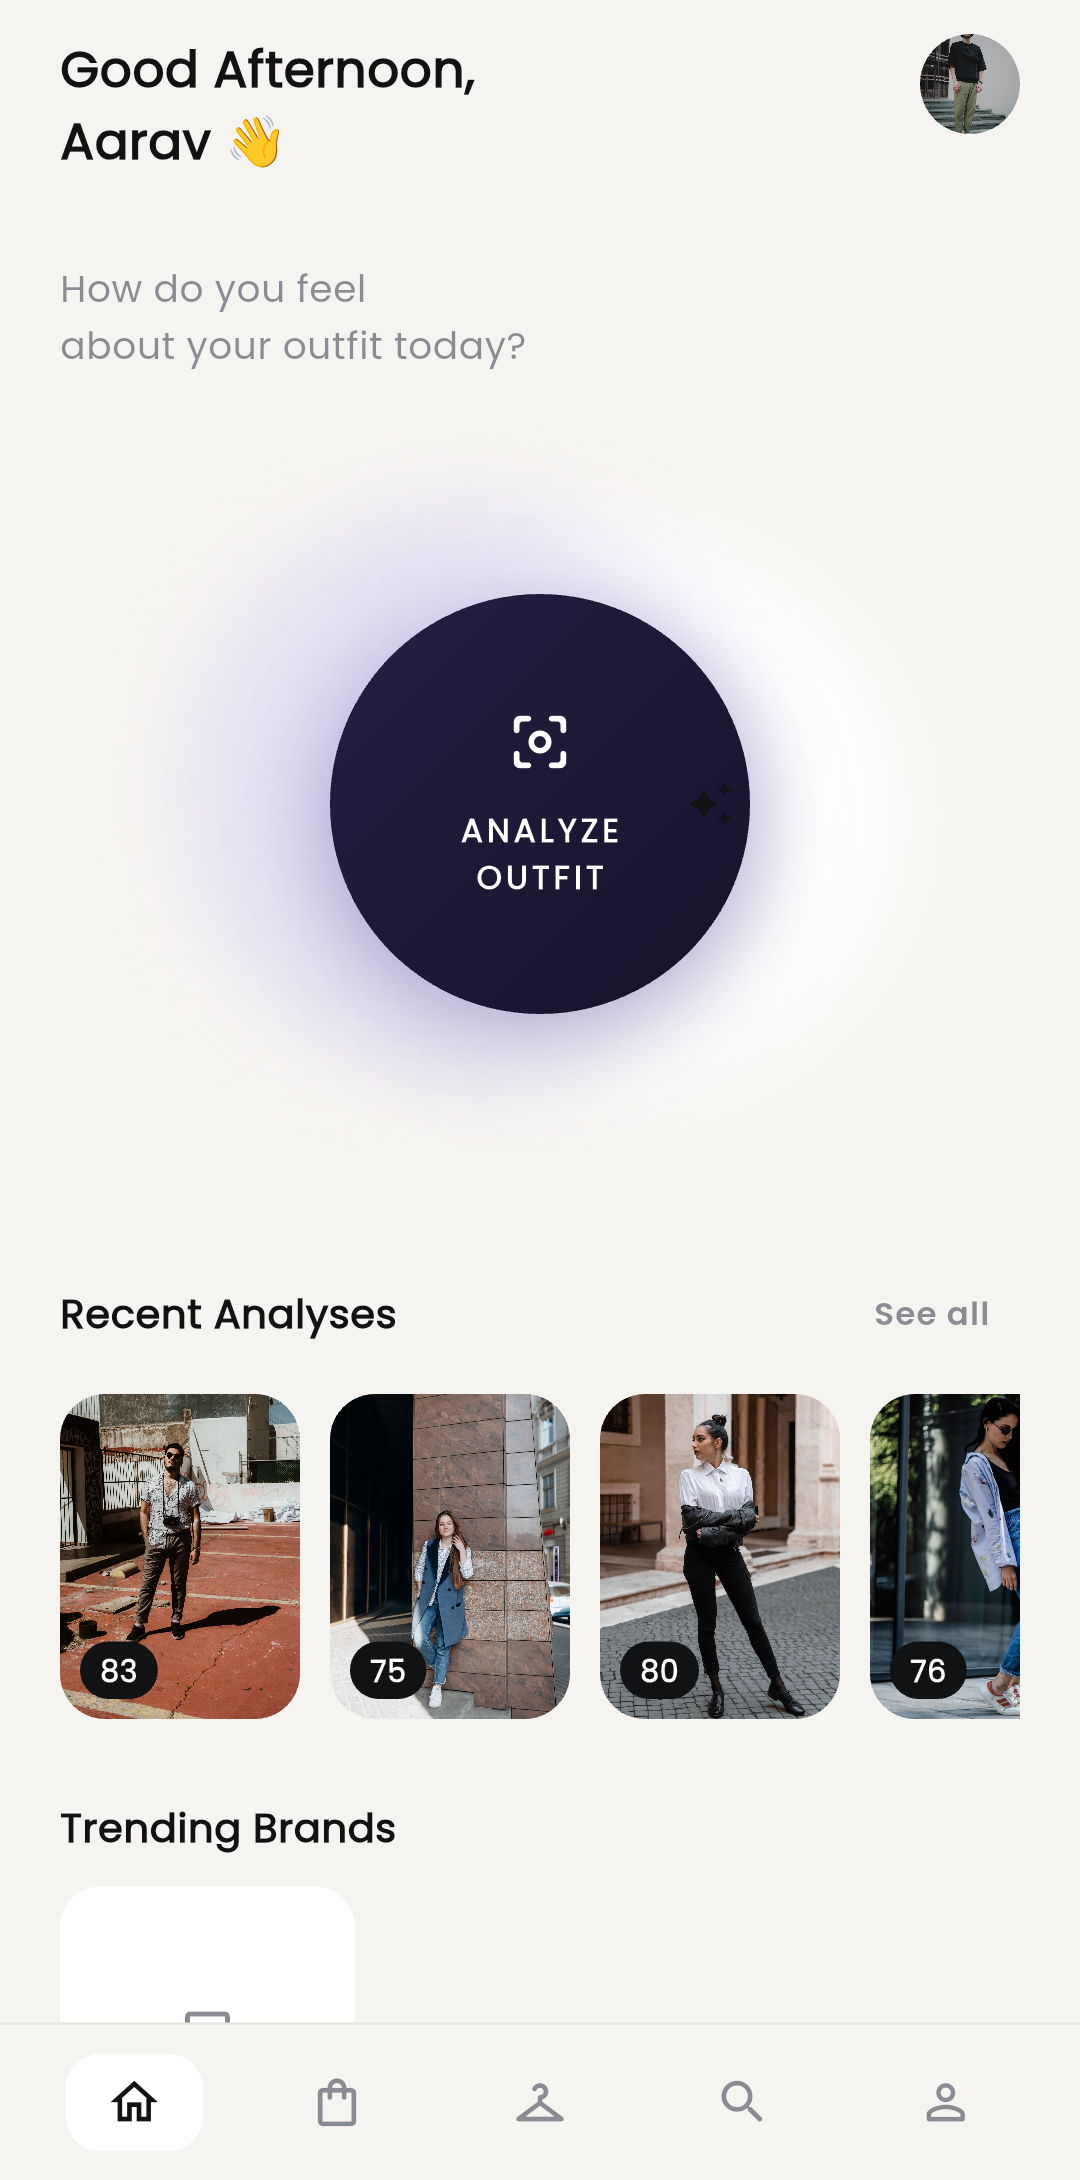 Good Afternoon,
Aarav 👋
How do you feel
about your outfit today?
ANALYZE
OUTFIT
Recent Analyses
See all
83
75
80
76
Trending Brands